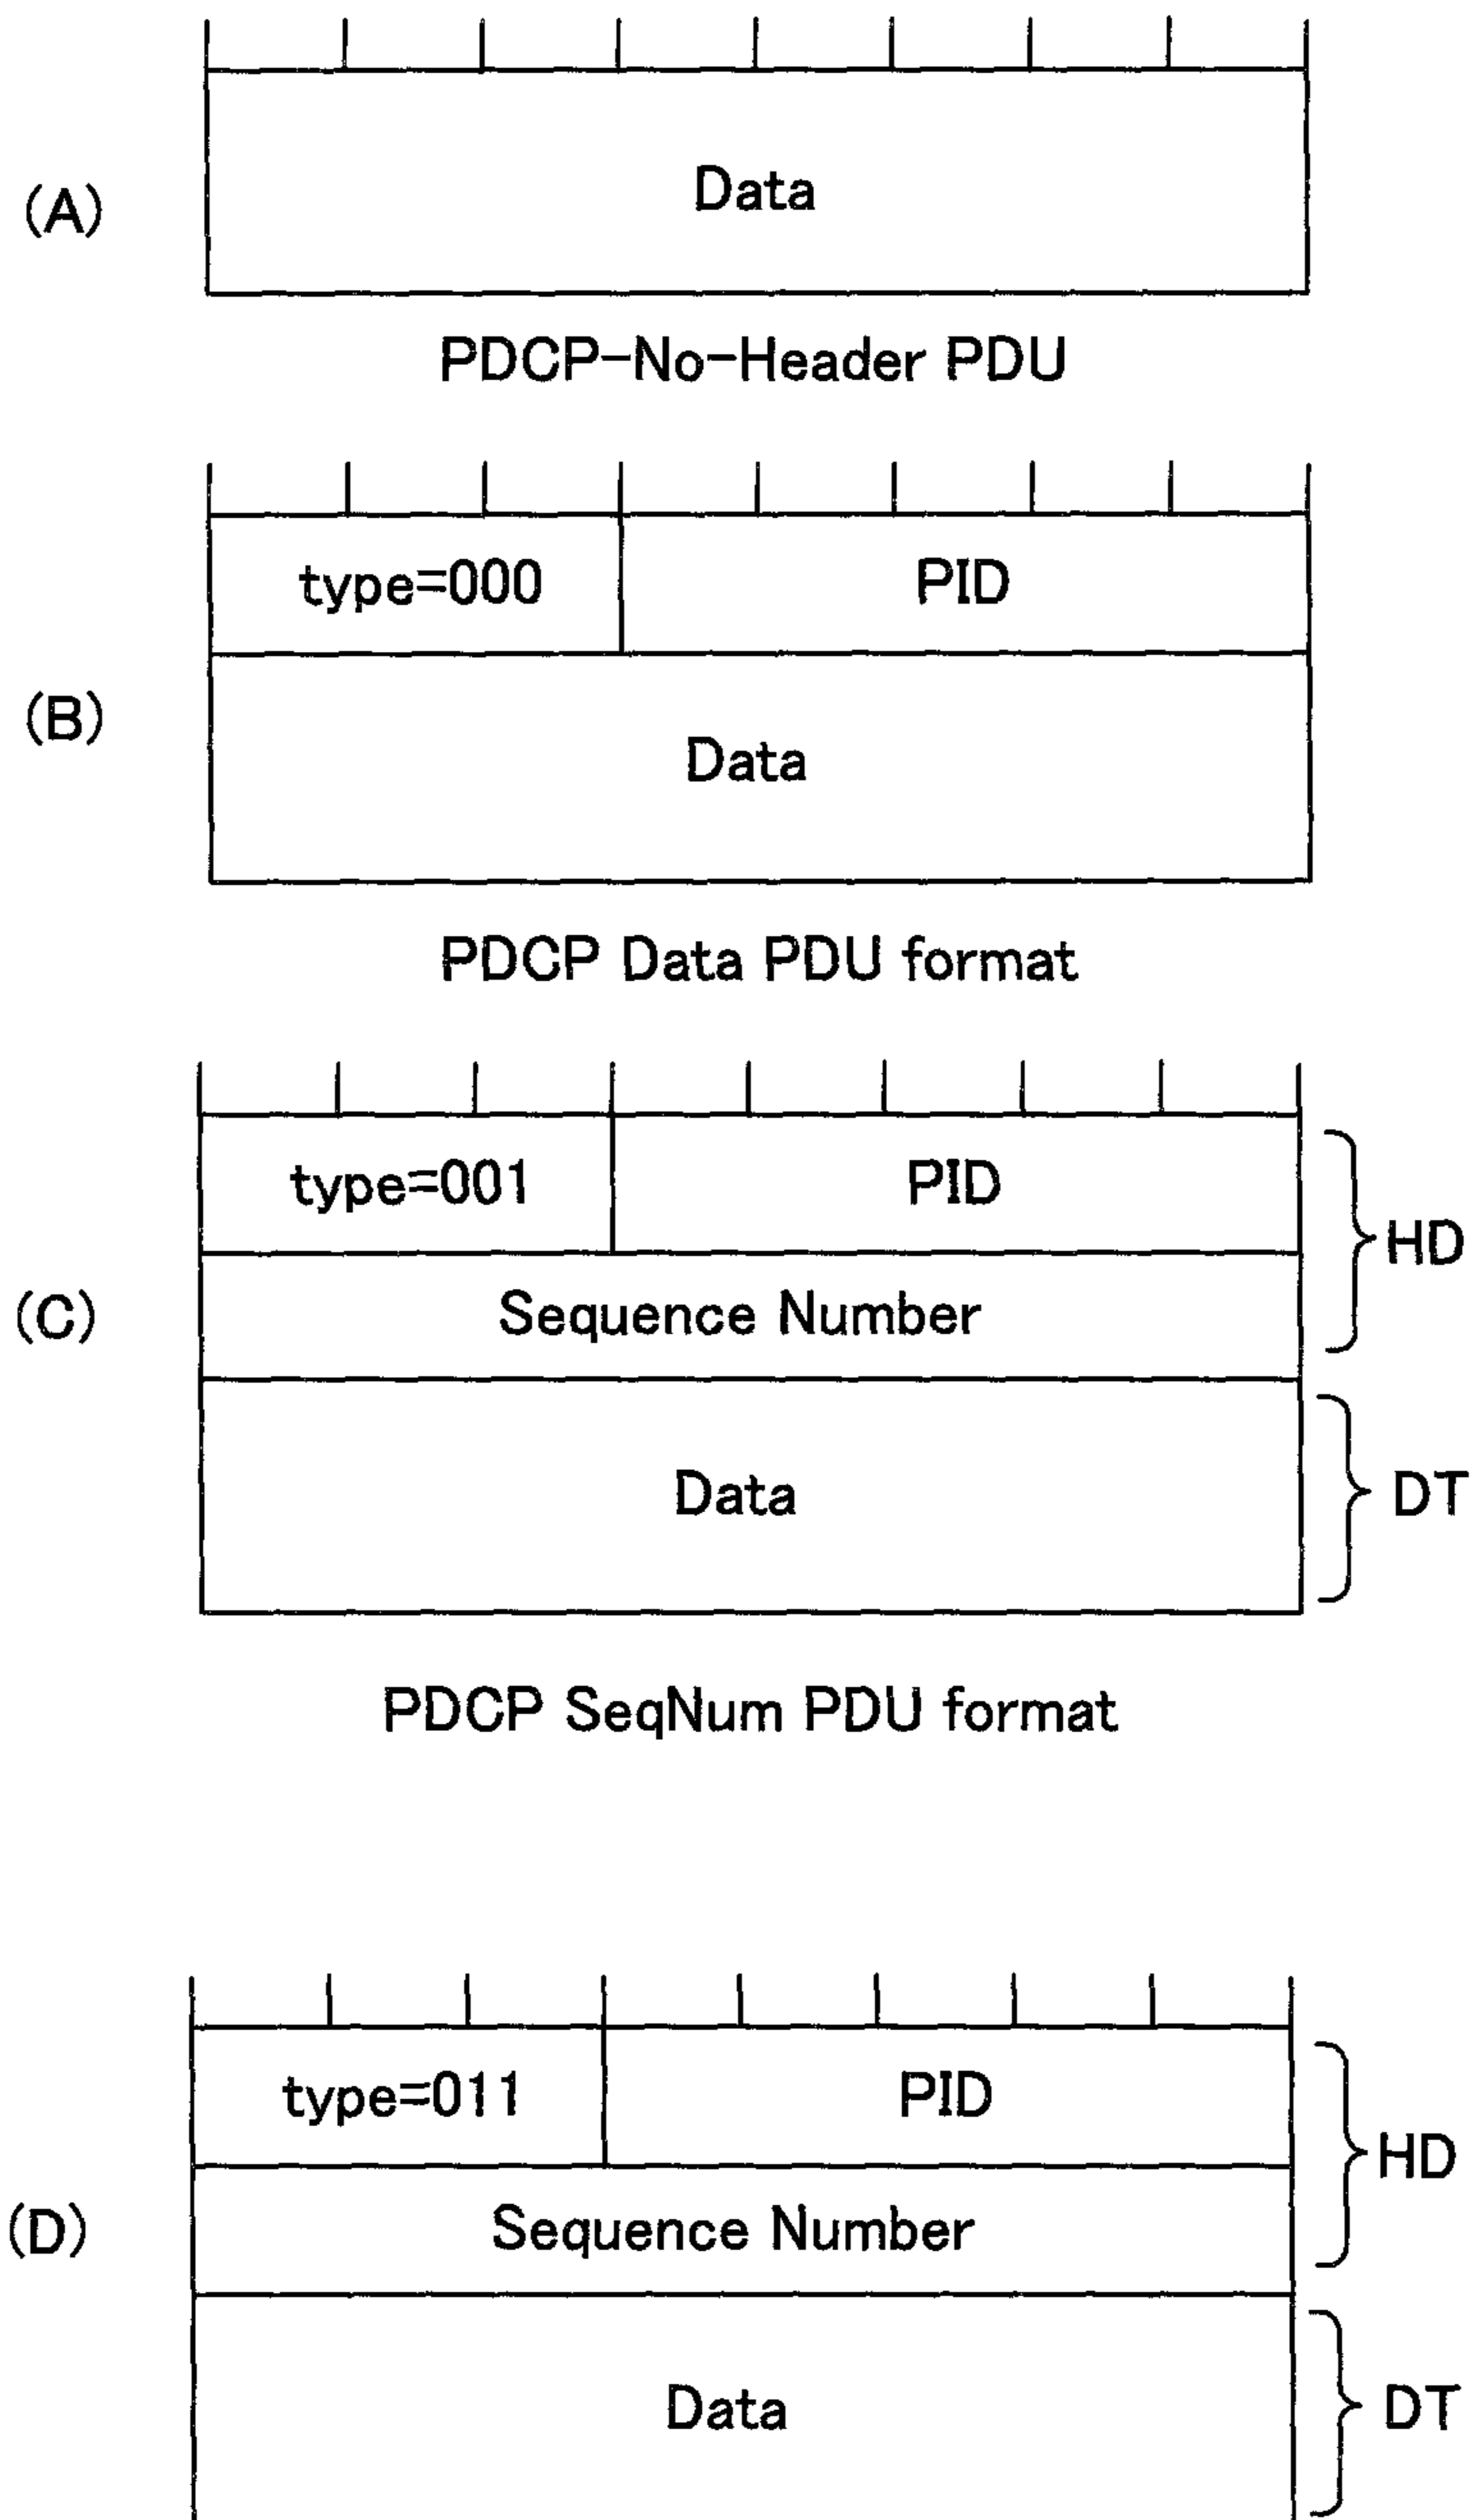 Data
(A)
PDCP-No-Header PDU
type=000 PID
(B)
Data
PDCP Data PDU format
type=001 PID
HD
(C)
Sequence Number
Data
DT
PDCP SeqNum PDU format
type=011 PID
HD
(D)
Sequence Number
Data
DT